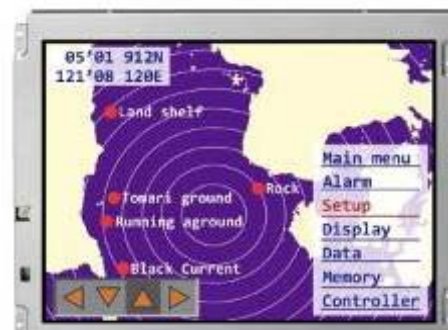 05'01 912N
121'08 120E
Land shelf
Tomari ground
Rock
Running aground
Black Current
Main menu
Alarm
Setup
Display
Data
Memory
Controller